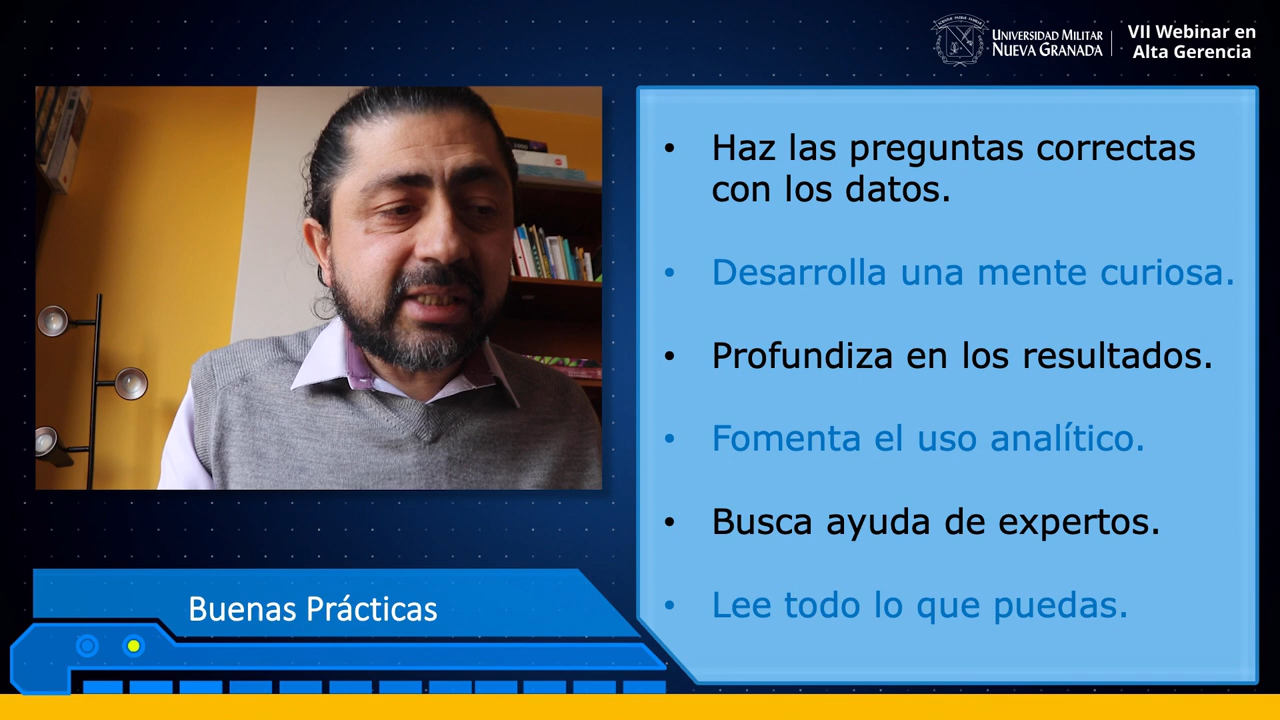 UNIVERSIDAD MILITAR
NUEVA GRANADA
VII Webinar en
Alta Gerencia
Haz las preguntas correctas
con los datos.
Desarrolla una mente curiosa.
Profundiza en los resultados.
Fomenta el uso analítico.
Busca ayuda de expertos.
Lee todo lo que puedas.
Buenas Prácticas